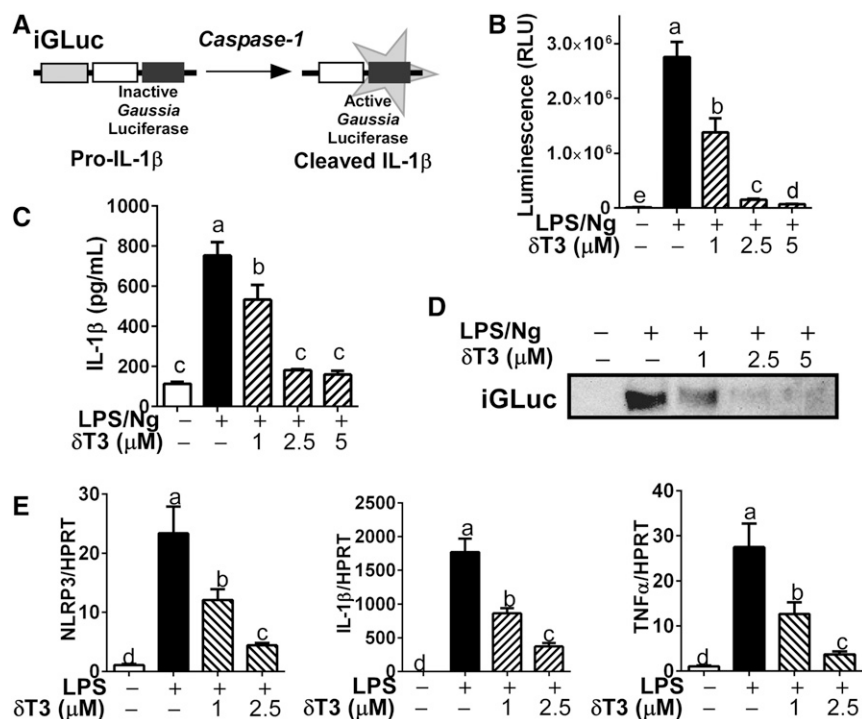 A
iGLuc
Caspase-1
Inactive
Gaussia
Luciferase
Active
Gaussia
Luciferase
Pro-IL-1β
Cleaved IL-1β
B
Luminescence (RLU)
3.0×10⁶
2.0×10⁶
1.0×10⁶
0
e a b c d
LPS/Ng – + + + +
δT3 (μM) – – 1 2.5 5
C
IL-1β (pg/mL)
800
600
400
200
0
c a b c c
LPS/Ng – + + + +
δT3 (μM) – – 1 2.5 5
D
LPS/Ng – + + + +
δT3 (μM) – – 1 2.5 5
iGLuc
E
NLRP3/HPRT
30
20
10
0
d a b c
LPS – + + +
δT3 (μM) – – 1 2.5
IL-1β/HPRT
2500
2000
1500
1000
500
0
d a b c
LPS – + + +
δT3 (μM) – – 1 2.5
TNFα/HPRT
40
30
20
10
0
d a b c
LPS – + + +
δT3 (μM) – – 1 2.5